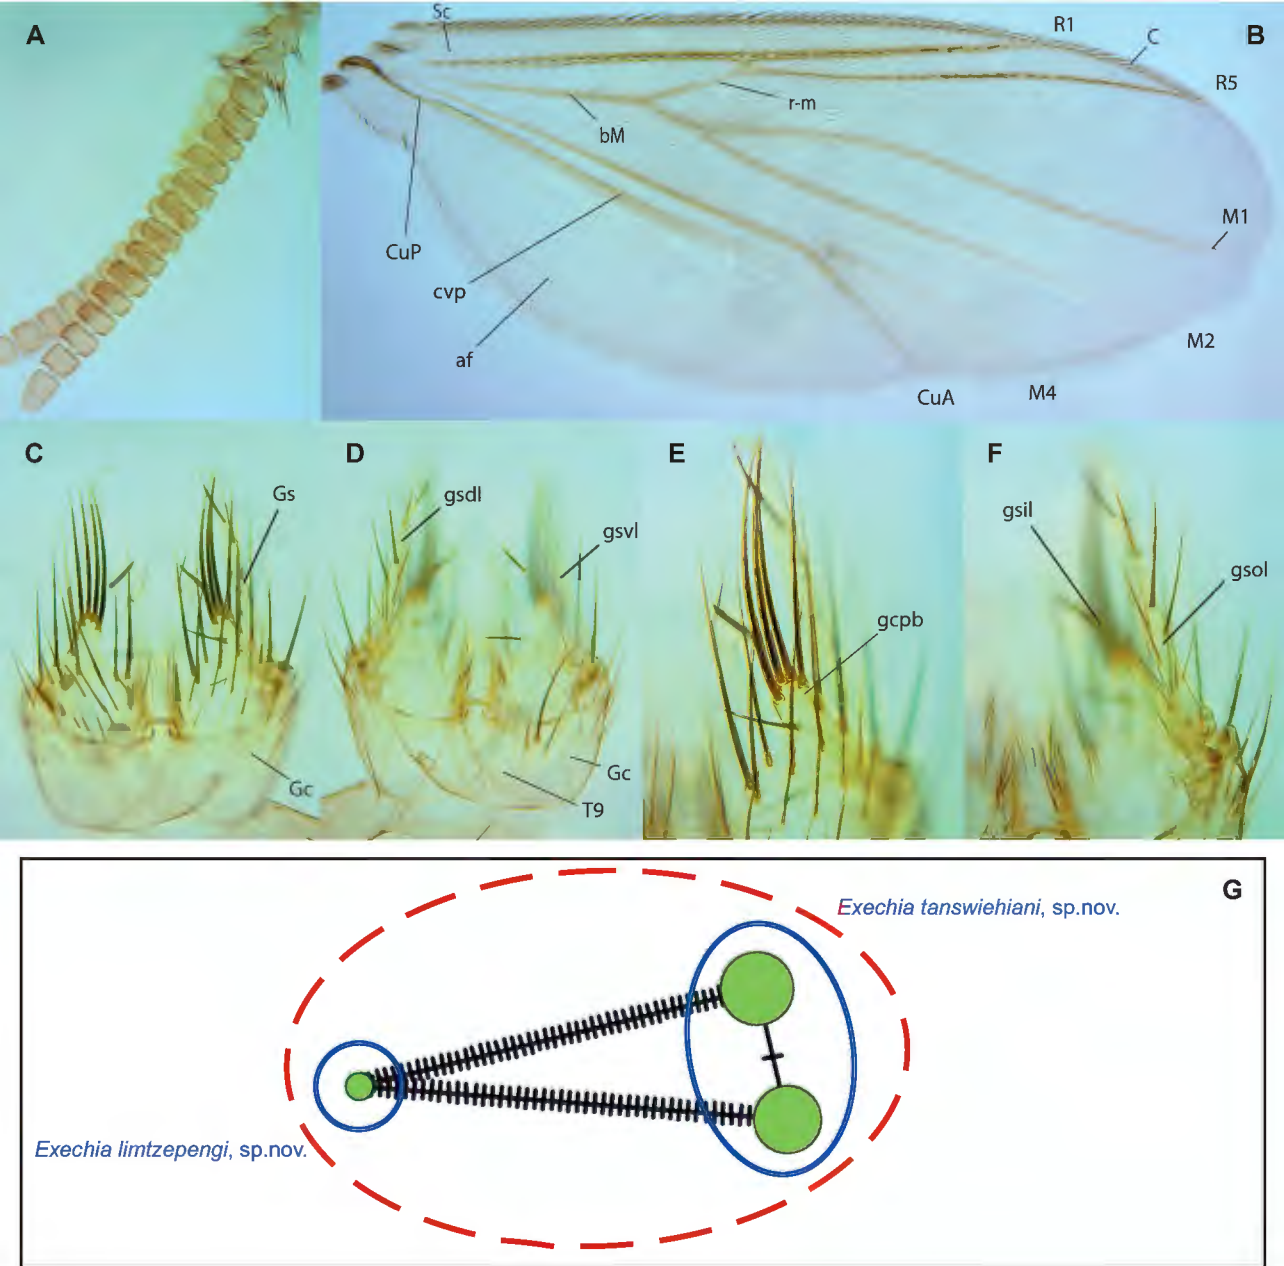 A
Sc
R1
C
B
R5
r-m
bM
M1
CuP
cvp
af
M2
CuA
M4
C
D
E
F
Gs
gsdl
gsvl
gsil
gsol
gcpb
Gc
Gc
T9
G
Exechia tanswiehiani, sp.nov.
Exechia limtzepengi, sp.nov.